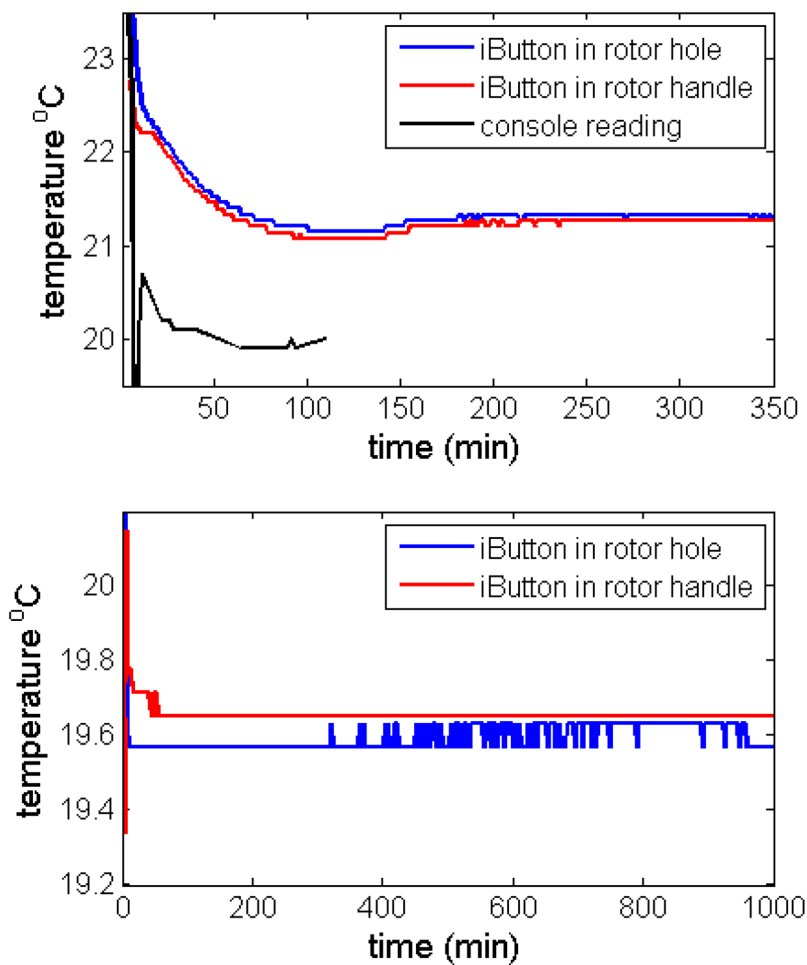 temperature ⁰C
23
22
21
20
iButton in rotor hole
iButton in rotor handle
console reading
50 100 150 200 250 300 350
time (min)
temperature ⁰C
20
19.8
19.6
19.4
19.2
iButton in rotor hole
iButton in rotor handle
0 200 400 600 800 1000
time (min)